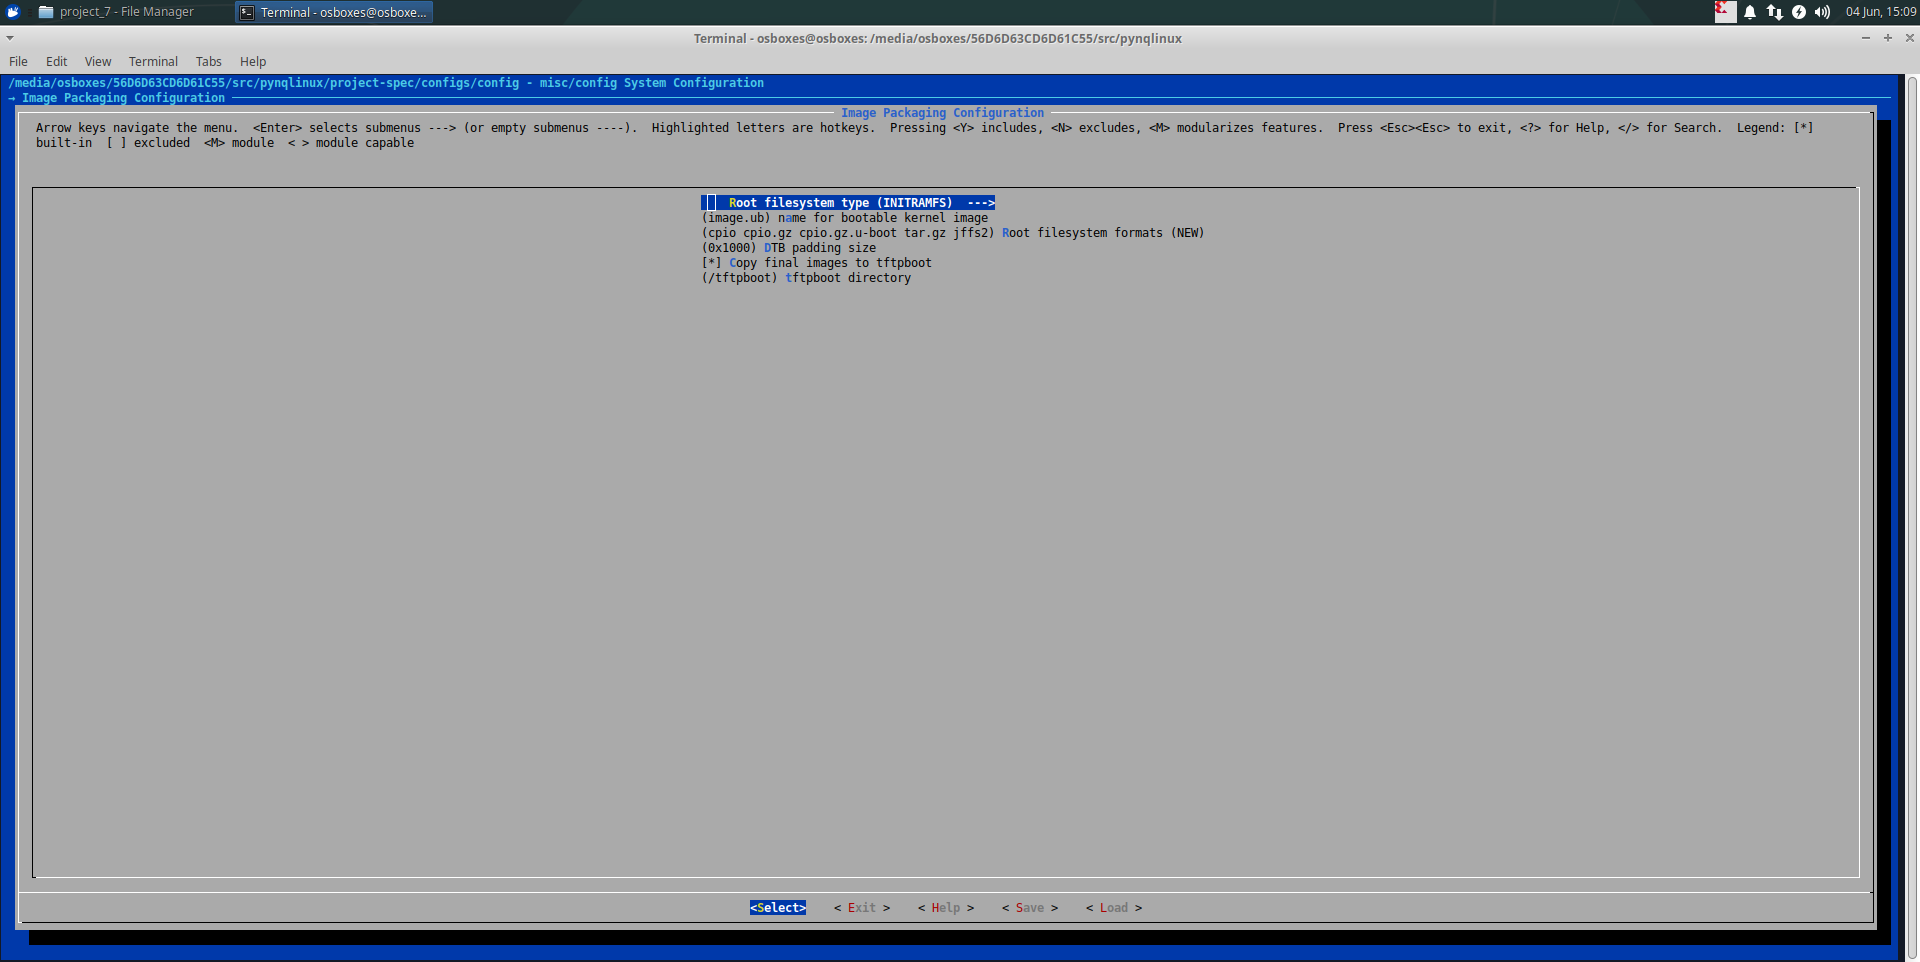 project_7 - File Manager
Terminal - osboxes@osboxe...
04 Jun, 15:09
Terminal - osboxes@osboxes: /media/osboxes/56D6D63CD6D61C55/src/pynqlinux
File Edit View Terminal Tabs Help
/media/osboxes/56D6D63CD6D61C55/src/pynqlinux/project-spec/configs/config - misc/config System Configuration
→ Image Packaging Configuration
Image Packaging Configuration
Arrow keys navigate the menu.  <Enter> selects submenus ---> (or empty submenus ----).  Highlighted letters are hotkeys.  Pressing <Y> includes, <N> excludes, <M> modularizes features.  Press <Esc><Esc> to exit, <?> for Help, </> for Search.  Legend: [*]
built-in  [ ] excluded  <M> module  < > module capable
Root filesystem type (INITRAMFS)  --->
(image.ub) name for bootable kernel image
(cpio cpio.gz cpio.gz.u-boot tar.gz jffs2) Root filesystem formats (NEW)
(0x1000) DTB padding size
[*] Copy final images to tftpboot
(/tftpboot) tftpboot directory
<Select>    < Exit >    < Help >    < Save >    < Load >